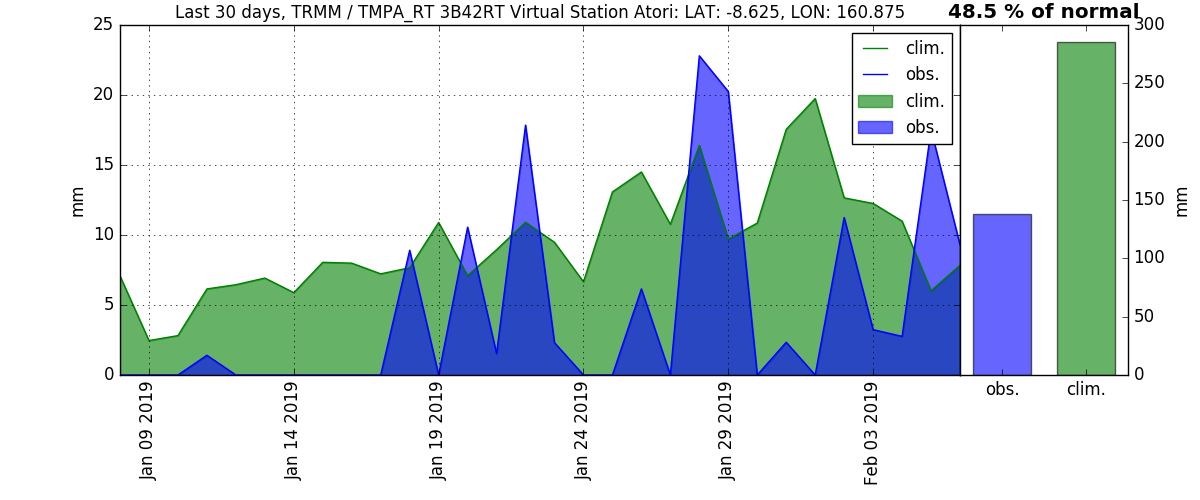 Last 30 days, TRMM / TMPA_RT 3B42RT Virtual Station Atori: LAT: -8.625, LON: 160.875
48.5 % of normal
25
20
15
10
5
0
mm
clim.
obs.
clim.
obs.
300
250
200
150
100
50
0
mm
Jan 09 2019
Jan 14 2019
Jan 19 2019
Jan 24 2019
Jan 29 2019
Feb 03 2019
obs.
clim.